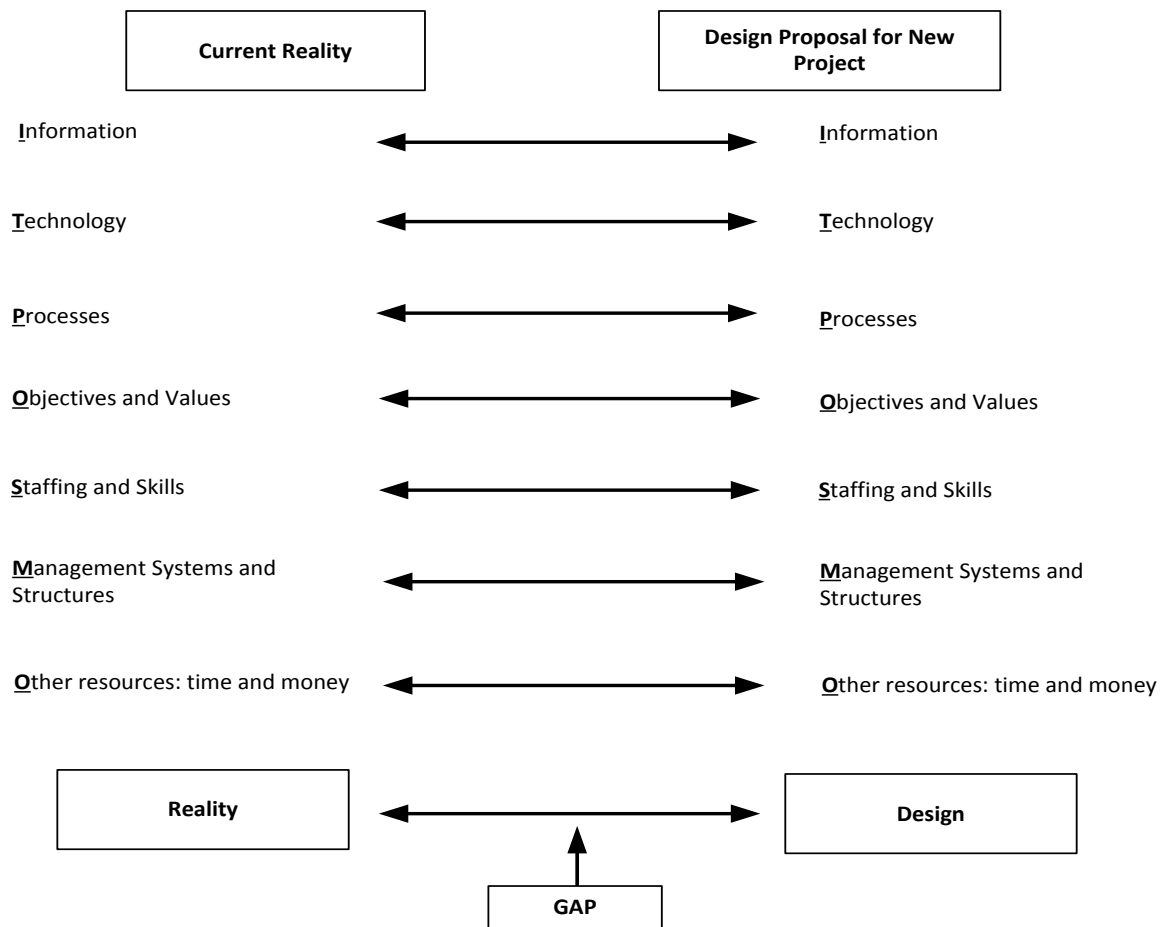 Current Reality
Design Proposal for New
Project
Information
Information
Technology
Technology
Processes
Processes
Objectives and Values
Objectives and Values
Staffing and Skills
Staffing and Skills
Management Systems and
Structures
Management Systems and
Structures
Other resources: time and money
Other resources: time and money
Reality
Design
GAP